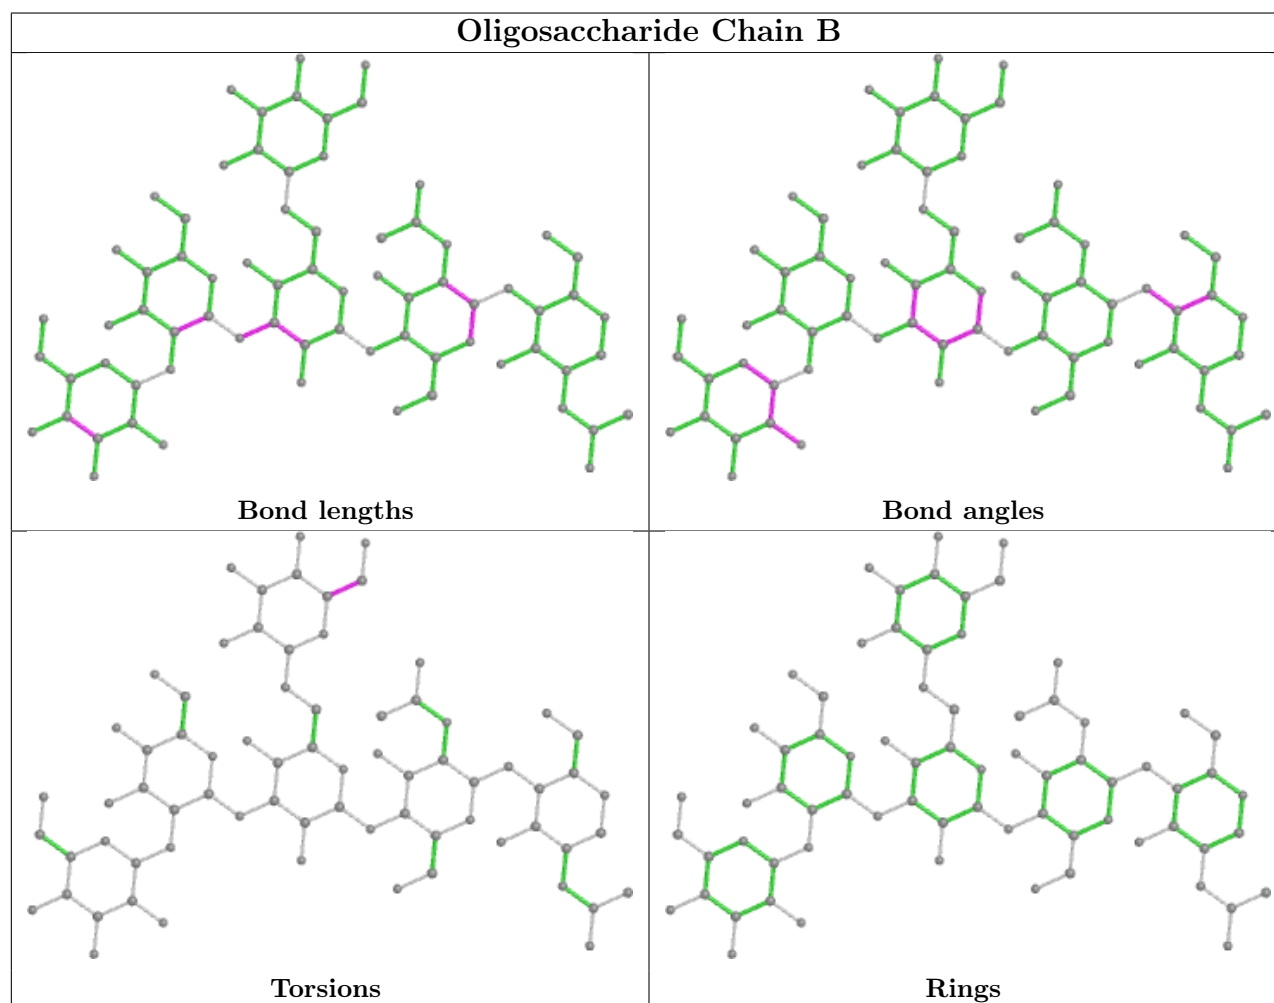 Oligosaccharide Chain B
Bond lengths
Bond angles
Torsions
Rings